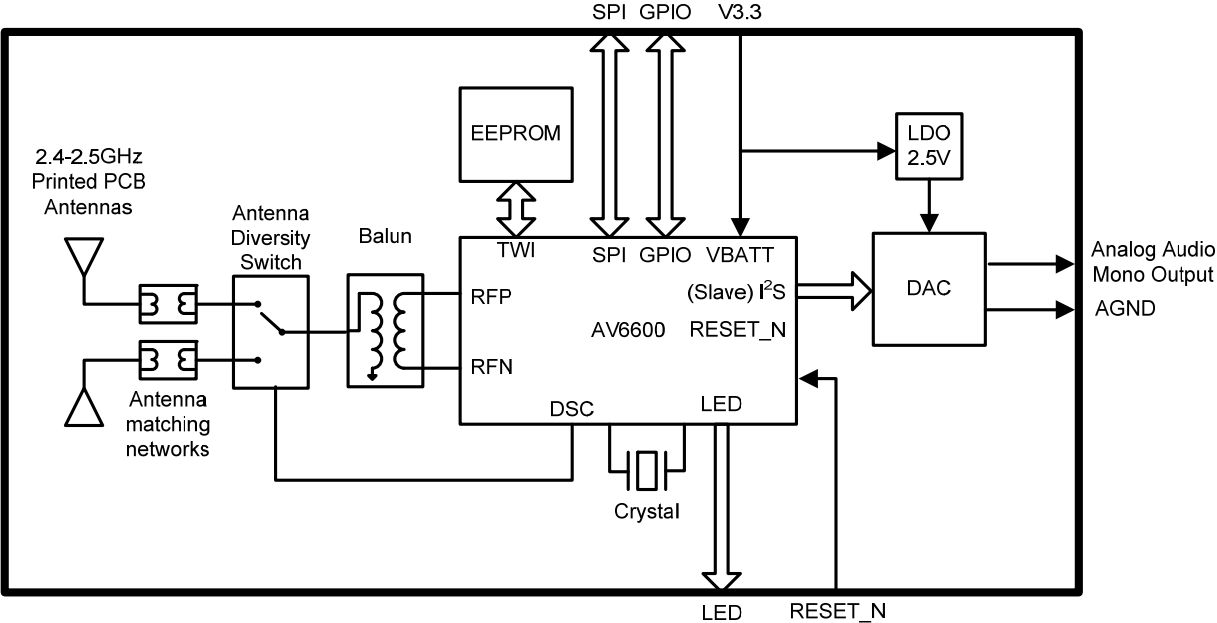 SPI GPIO V3.3
EEPROM
LDO
2.5V
2.4-2.5GHz
Printed PCB
Antennas
Antenna
Diversity
Switch
Balun
TWI SPI GPIO VBATT
(Slave) I²S
AV6600 RESET_N
RFP
RFN
DSC LED
DAC
Analog Audio
Mono Output
AGND
Antenna
matching
networks
Crystal
LED RESET_N